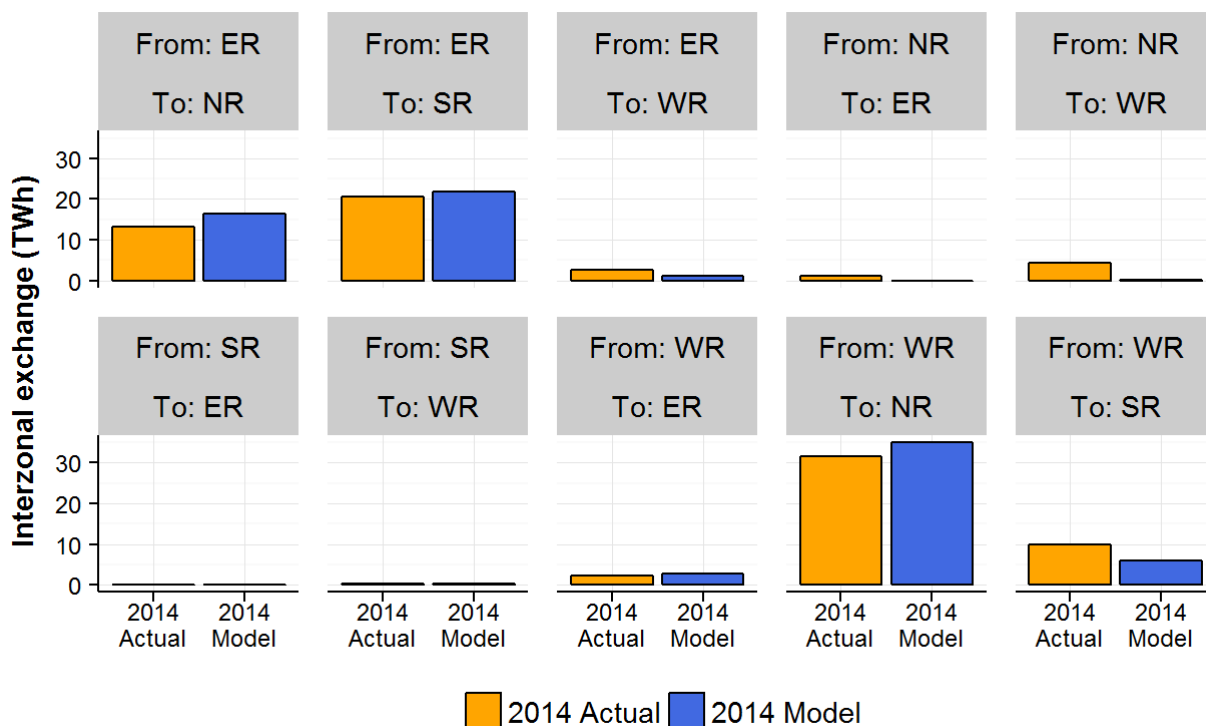 From: ER
To: NR
From: ER
To: SR
From: ER
To: WR
From: NR
To: ER
From: NR
To: WR
Interzonal exchange (TWh)
30
20
10
0
From: SR
To: ER
From: SR
To: WR
From: WR
To: ER
From: WR
To: NR
From: WR
To: SR
30
20
10
0
2014
Actual
2014
Model
2014
Actual
2014
Model
2014
Actual
2014
Model
2014
Actual
2014
Model
2014
Actual
2014
Model
2014 Actual
2014 Model